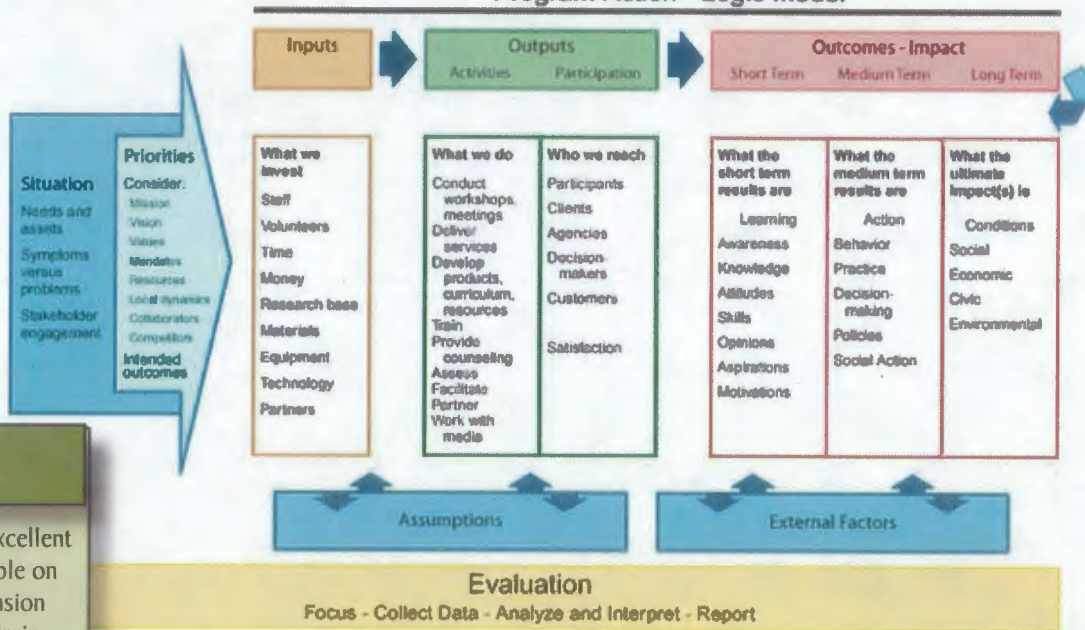 Program Action - Logic Model
Inputs
Outputs
Activities Participation
Outcomes - Impact
Short Term Medium Term Long Term
Situation
Needs and
assets
Symptoms
versus
problems
Stakeholder
engagement
Priorities
Consider:
Mission
Vision
Values
Mandates
Resources
Local dynamics
Collaborators
Competitors
Intended
outcomes
What we
invest
Staff
Volunteers
Time
Money
Research base
Materials
Equipment
Technology
Partners
What we do
Conduct
workshops,
meetings
Deliver
services
Develop
products,
curriculum,
resources
Train
Provide
counseling
Assess
Facilitate
Partner
Work with
media
Who we reach
Participants
Clients
Agencies
Decision-
makers
Customers
Satisfaction
What the
short term
results are
Learning
Awareness
Knowledge
Attitudes
Skills
Opinions
Aspirations
Motivations
What the
medium term
results are
Action
Behavior
Practice
Decision-
making
Policies
Social Action
What the
ultimate
impact(s) is
Conditions
Social
Economic
Civic
Environmental
Assumptions
External Factors
Evaluation
Focus - Collect Data - Analyze and Interpret - Report